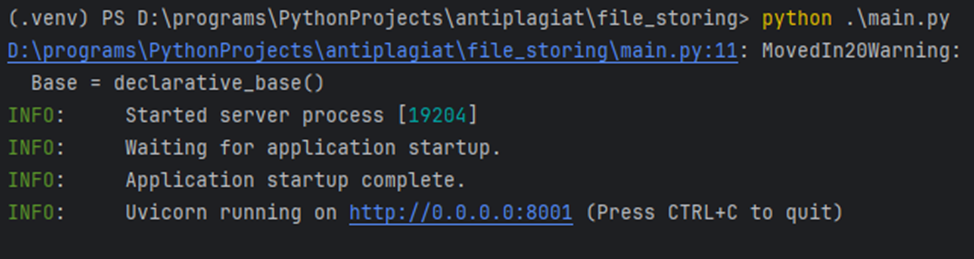 (.venv) PS D:\programs\PythonProjects\antiplagiat\file_storing> python .\main.py
D:\programs\PythonProjects\antiplagiat\file_storing\main.py:11: MovedIn20Warning:
  Base = declarative_base()
INFO:     Started server process [19204]
INFO:     Waiting for application startup.
INFO:     Application startup complete.
INFO:     Uvicorn running on http://0.0.0.0:8001 (Press CTRL+C to quit)